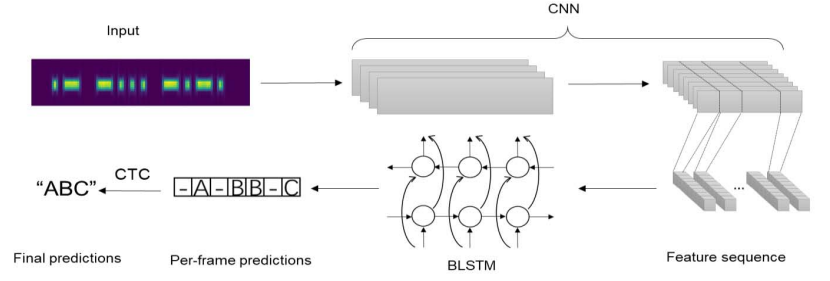 CNN
Input
"ABC"
CTC
-A-BB-C
...
Final predictions
Per-frame predictions
BLSTM
Feature sequence